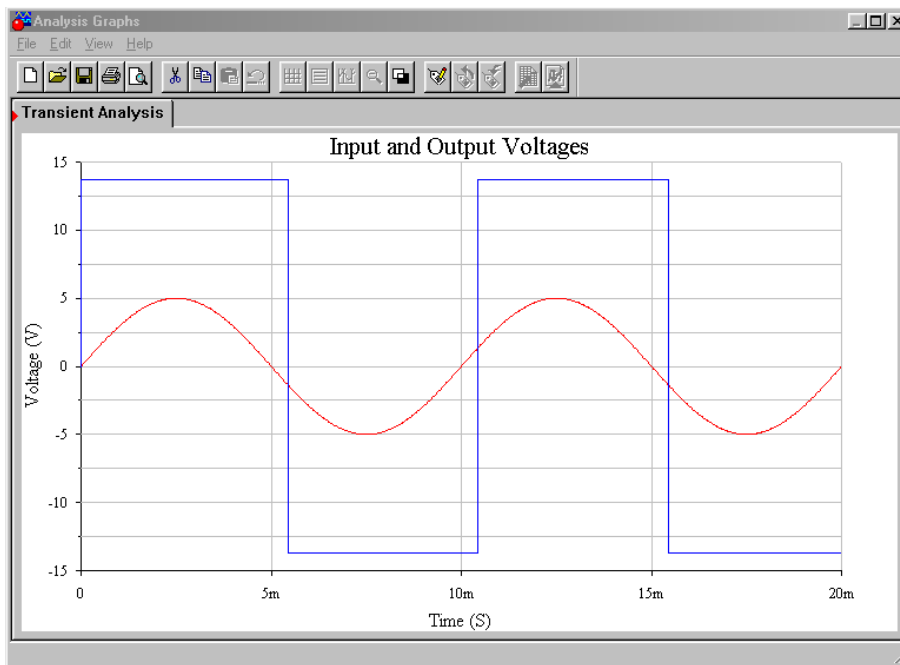 Analysis Graphs
File Edit View Help
Transient Analysis
Input and Output Voltages
15
10
5
0
-5
-10
-15
Voltage (V)
0 5m 10m 15m 20m
Time (S)